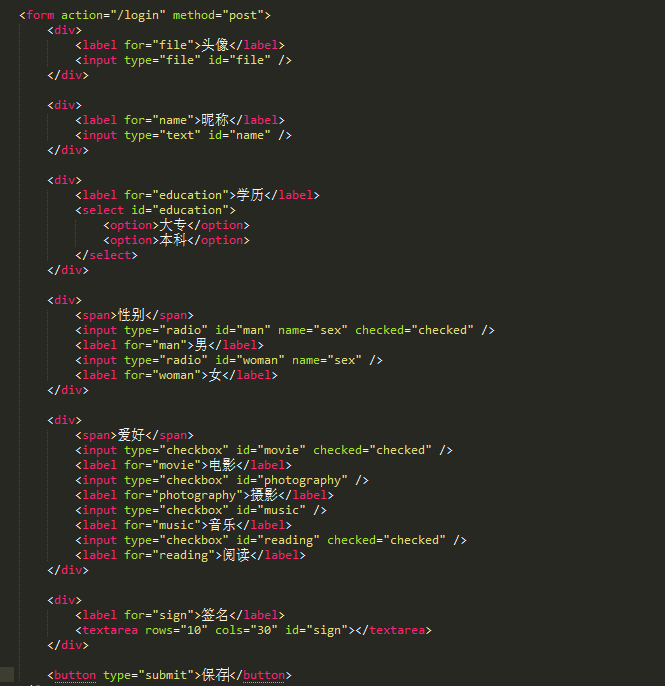 <form action="/login" method="post">
<div>
<label for="file">头像</label>
<input type="file" id="file" />
</div>
<div>
<label for="name">昵称</label>
<input type="text" id="name" />
</div>
<div>
<label for="education">学历</label>
<select id="education">
<option>大专</option>
<option>本科</option>
</select>
</div>
<div>
<span>性别</span>
<input type="radio" id="man" name="sex" checked="checked" />
<label for="man">男</label>
<input type="radio" id="woman" name="sex" />
<label for="woman">女</label>
</div>
<div>
<span>爱好</span>
<input type="checkbox" id="movie" checked="checked" />
<label for="movie">电影</label>
<input type="checkbox" id="photography" />
<label for="photography">摄影</label>
<input type="checkbox" id="music" />
<label for="music">音乐</label>
<input type="checkbox" id="reading" checked="checked" />
<label for="reading">阅读</label>
</div>
<div>
<label for="sign">签名</label>
<textarea rows="10" cols="30" id="sign"></textarea>
</div>
<button type="submit">保存</button>